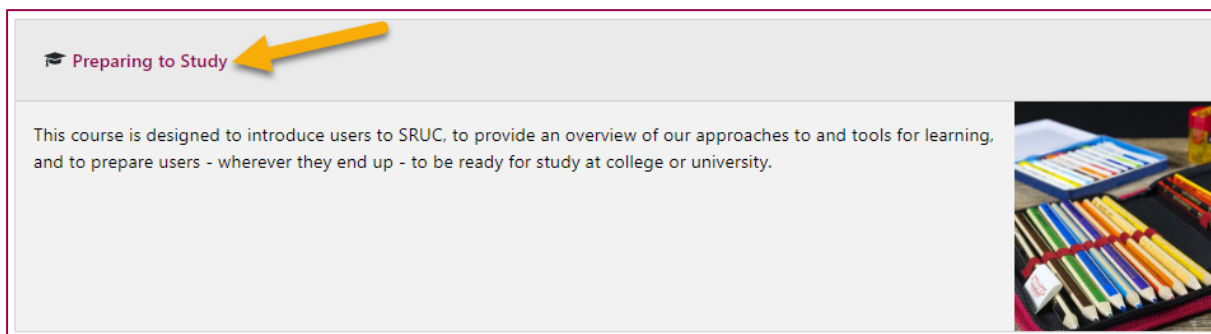 Preparing to Study
This course is designed to introduce users to SRUC, to provide an overview of our approaches to and tools for learning,
and to prepare users - wherever they end up - to be ready for study at college or university.